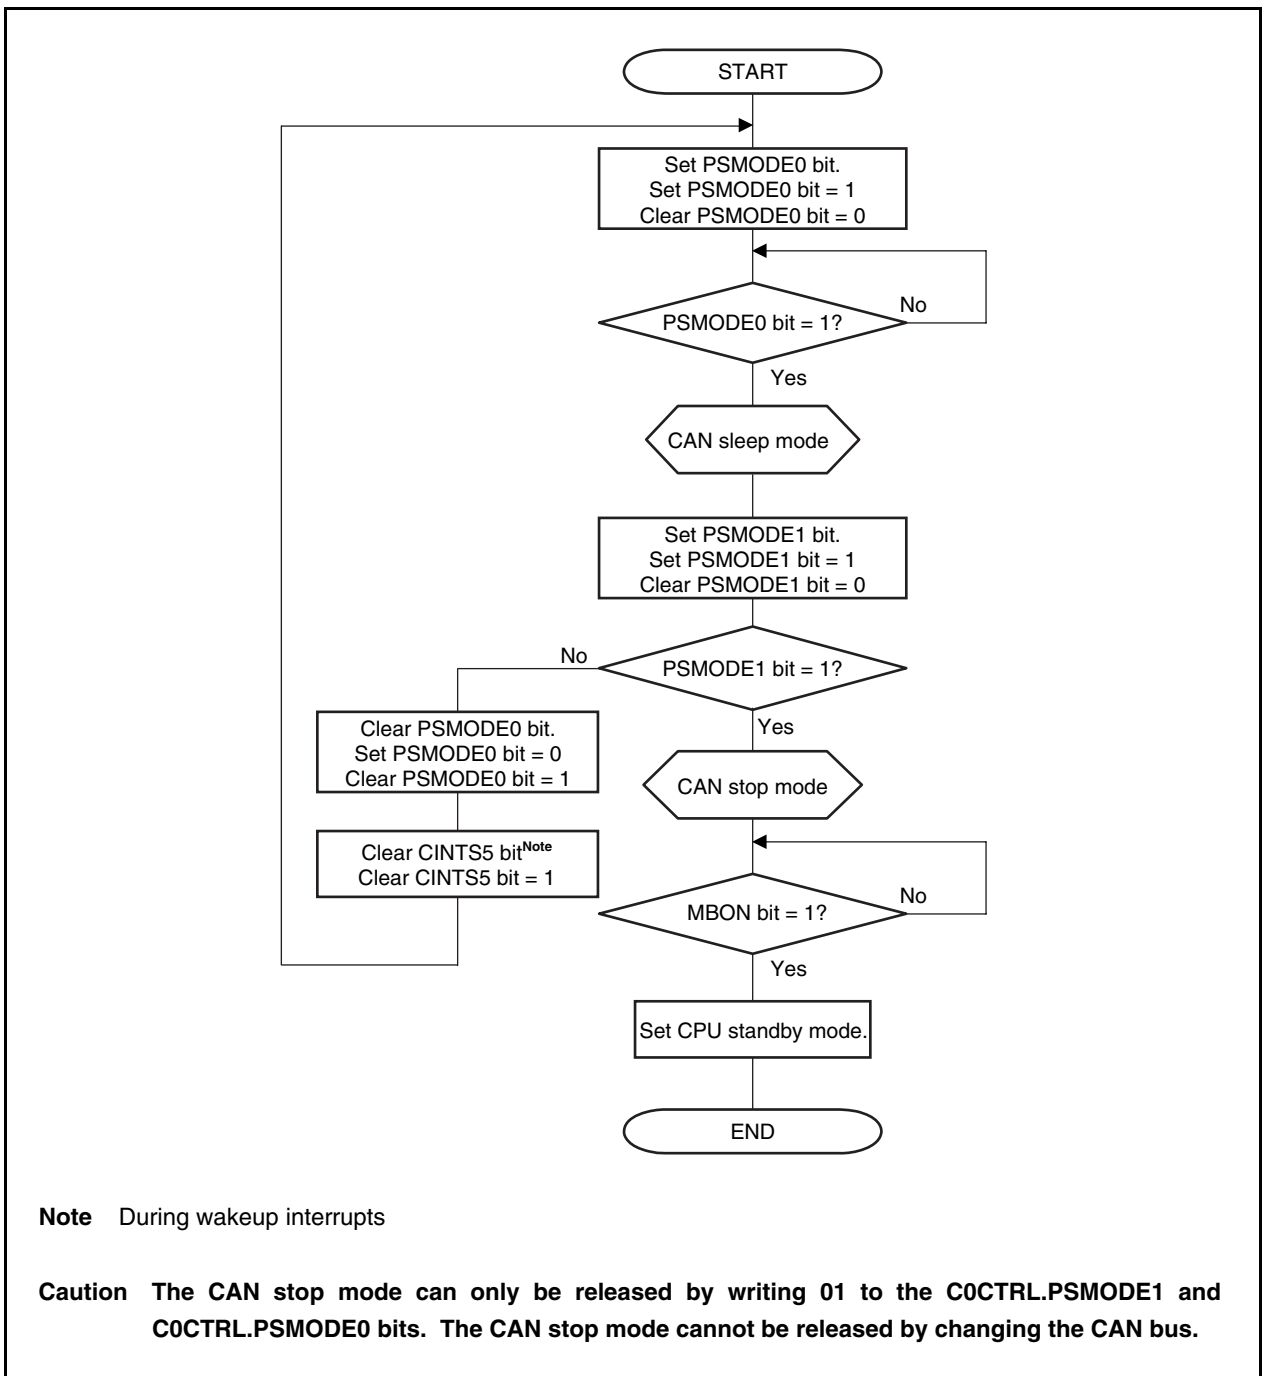 START
Set PSMODE0 bit.
Set PSMODE0 bit = 1
Clear PSMODE0 bit = 0
PSMODE0 bit = 1?
No
Yes
CAN sleep mode
Set PSMODE1 bit.
Set PSMODE1 bit = 1
Clear PSMODE1 bit = 0
PSMODE1 bit = 1?
No
Yes
Clear PSMODE0 bit.
Set PSMODE0 bit = 0
Clear PSMODE0 bit = 1
Clear CINTS5 bitNote
Clear CINTS5 bit = 1
CAN stop mode
MBON bit = 1?
No
Yes
Set CPU standby mode.
END
Note During wakeup interrupts
Caution The CAN stop mode can only be released by writing 01 to the C0CTRL.PSMODE1 and
C0CTRL.PSMODE0 bits. The CAN stop mode cannot be released by changing the CAN bus.